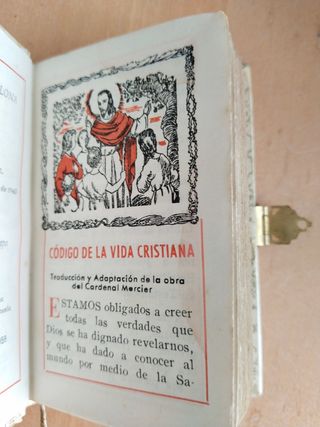 LONA
CÓDIGO DE LA VIDA CRISTIANA
Traducción y Adaptación de la obra
del Cardenal Mercier
ESTAMOS obligados a creer
todas las verdades que
Dios se ha dignado revelarnos,
y que ha dado a conocer al
mundo por medio de la Sa-